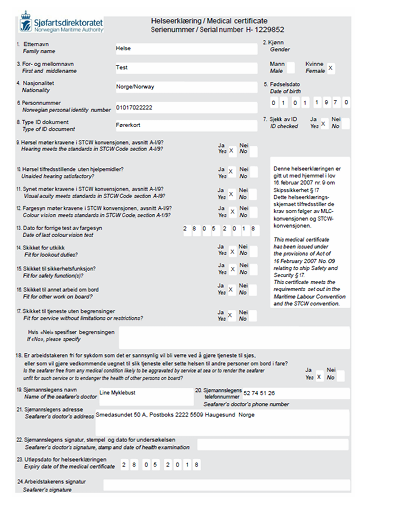 Sjøfartsdirektoratet
Norwegian Maritime Authority
Helseerklæring / Medical certificate
Serienummer / Serial number H- 1229852
1. Etternavn
Family name
Helse
2. Kjønn
Gender
3. For- og mellomnavn
First and middlename
Test
Mann
Male
Kvinne
Female X
4. Nasjonalitet
Nationality
Norge/Norway
5. Fødselsdato
Date of birth
0 1 0 1 1 9 7 0
6. Personnummer
Norwegian personal identity number
01017022222
8. Type ID dokument
Type of ID document
Førerkort
7. Sjekk av ID
ID checked
Ja
Yes X
Nei
No
9. Hørsel møter kravene i STCW konvensjonen, avsnitt A-I/9?
Hearing meets the standards in STCW Code, section A-I/9?
Ja
Yes X
Nei
No
10. Hørsel tilfredsstillende uten hjelpemidler?
Unaided hearing satisfactory?
Ja
Yes X
Nei
No
11. Synet møter kravene i STCW konvensjonen, avsnitt A-I/9?
Visual acuity meets standards in STCW Code, section A-I/9?
Ja
Yes X
Nei
No
12. Fargesyn møter kravene i STCW konvensjonen, avsnitt A-I/9?
Colour vision meets standards in STCW Code, section A-I/9?
Ja
Yes X
Nei
No
13. Dato for forrige test av fargesyn
Date of last colour vision test
2 8 0 5 2 0 1 8
14. Skikket for utkikk
Fit for lookout duties?
Ja
Yes X
Nei
No
15. Skikket til sikkerhetsfunksjon?
Fit for safety function(s)?
Ja
Yes X
Nei
No
16. Skikket til annet arbeid om bord
Fit for other work on board?
Ja
Yes X
Nei
No
17. Skikket til tjeneste uten begrensninger
Fit for service without limitations or restrictions?
Ja
Yes X
Nei
No
Hvis «Nei» spesifiser begrensingen
If «No», please specify
Denne helseerklæringen er
gitt ut med hjemmel i lov
16 februar 2007 nr. 9 om
Skipssikkerhet § 17
Dette helseerklærings-
skjemaet tilfredsstiller de
krav som følger av MLC-
konvensjonen og STCW-
konvensjonen.
This medical certificate
has been issued under
the provisions of Act of
16 February 2007 No. 09
relating to ship Safety and
Security § 17.
This certificate meets the
requirements set out in the
Maritime Labour Convention
and the STCW convention.
18. Er arbeidstakeren fri for sykdom som det er sannsynlig vil bli verre ved å gjøre tjeneste til sjøs,
eller som vil gjøre vedkommende uegnet til slik tjeneste eller sette helsen til andre personer om bord i fare?
Is the seafarer free from any medical condition likely to be aggravated by service at sea or to render the seafarer
unfit for such service or to endanger the health of other persons on board?
Ja
Yes X
Nei
No
19. Sjømannslegens navn
Name of the seafarer's doctor
Line Myklebust
20. Sjømannslegens
telefonnummer
52 74 51 26
Seafarer's doctor's phone number
21. Sjømannslegens adresse
Seafarer's doctor's address
Smedasundet 50 A, Postboks 2222 5509 Haugesund Norge
22. Sjømannslegens signatur, stempel og dato for undersøkelsen
Seafarer's doctor's signature, stamp and date of health examination
23. Utløpsdato for helseerklæringen
Expiry date of the medical certificate
2 8 0 5 2 0 1 8
24. Arbeidstakerens signatur
Seafarer's signature